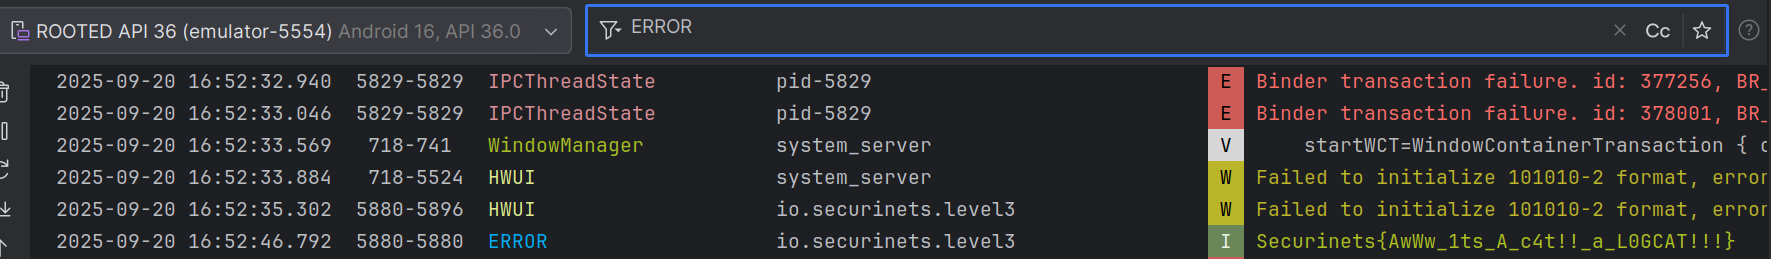 ROOTED API 36 (emulator-5554) Android 16, API 36.0 ERROR × Cc ?
2025-09-20 16:52:32.940 5829-5829 IPCThreadState pid-5829 E Binder transaction failure. id: 377256, BR_
2025-09-20 16:52:33.046 5829-5829 IPCThreadState pid-5829 E Binder transaction failure. id: 378001, BR_
2025-09-20 16:52:33.569 718-741 WindowManager system_server V startWCT=WindowContainerTransaction {
2025-09-20 16:52:33.884 718-5524 HWUI system_server W Failed to initialize 101010-2 format, error
2025-09-20 16:52:35.302 5880-5896 HWUI io.securinets.level3 W Failed to initialize 101010-2 format, error
2025-09-20 16:52:46.792 5880-5880 ERROR io.securinets.level3 I Securinets{AwWw_1ts_A_c4t!!_a_L0GCAT!!!}